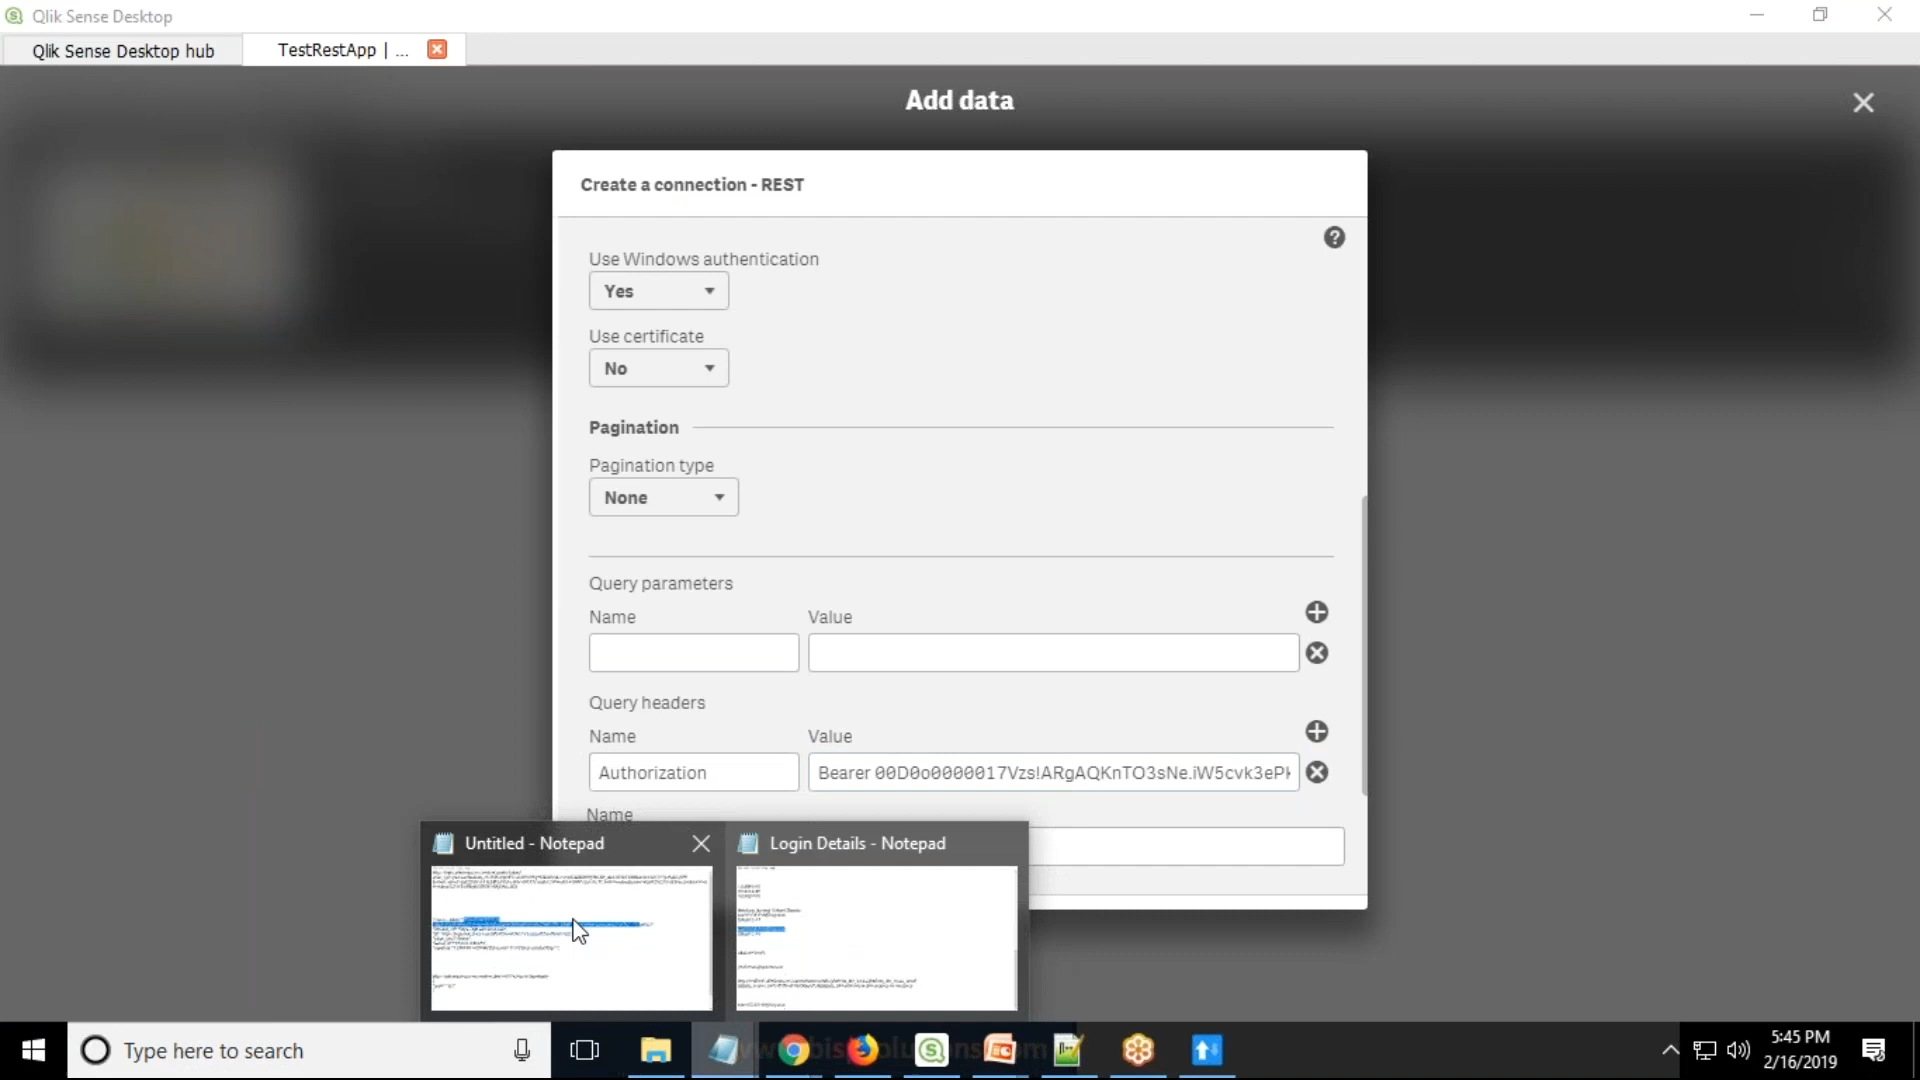 Qlik Sense Desktop
Qlik Sense Desktop hub
TestRestApp | ...
Add data
Create a connection - REST
Use Windows authentication
Yes
Use certificate
No
Pagination
Pagination type
None
Query parameters
Name Value
Query headers
Name Value
Authorization Bearer 00D0o0000017Vzs!ARgAQKnTO3sNe.iW5cvk3eP
Name
Untitled - Notepad
Login Details - Notepad
Type here to search
5:45 PM
2/16/2019